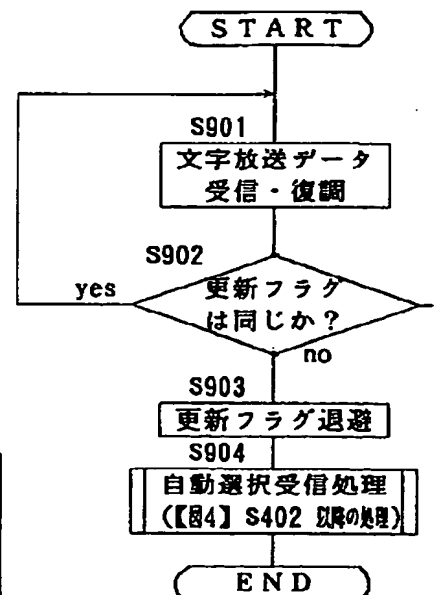 START
S901
文字放送データ
受信・復調
S902
yes
更新フラグ
は同じか？
no
S903
更新フラグ退避
S904
自動選択受信処理
(【図4】 S402 以降の処理)
END